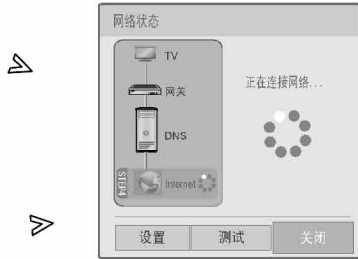 网络状态
TV
网关
正在连接网络...
DNS
STEP4
Internet
设置 测试 关闭